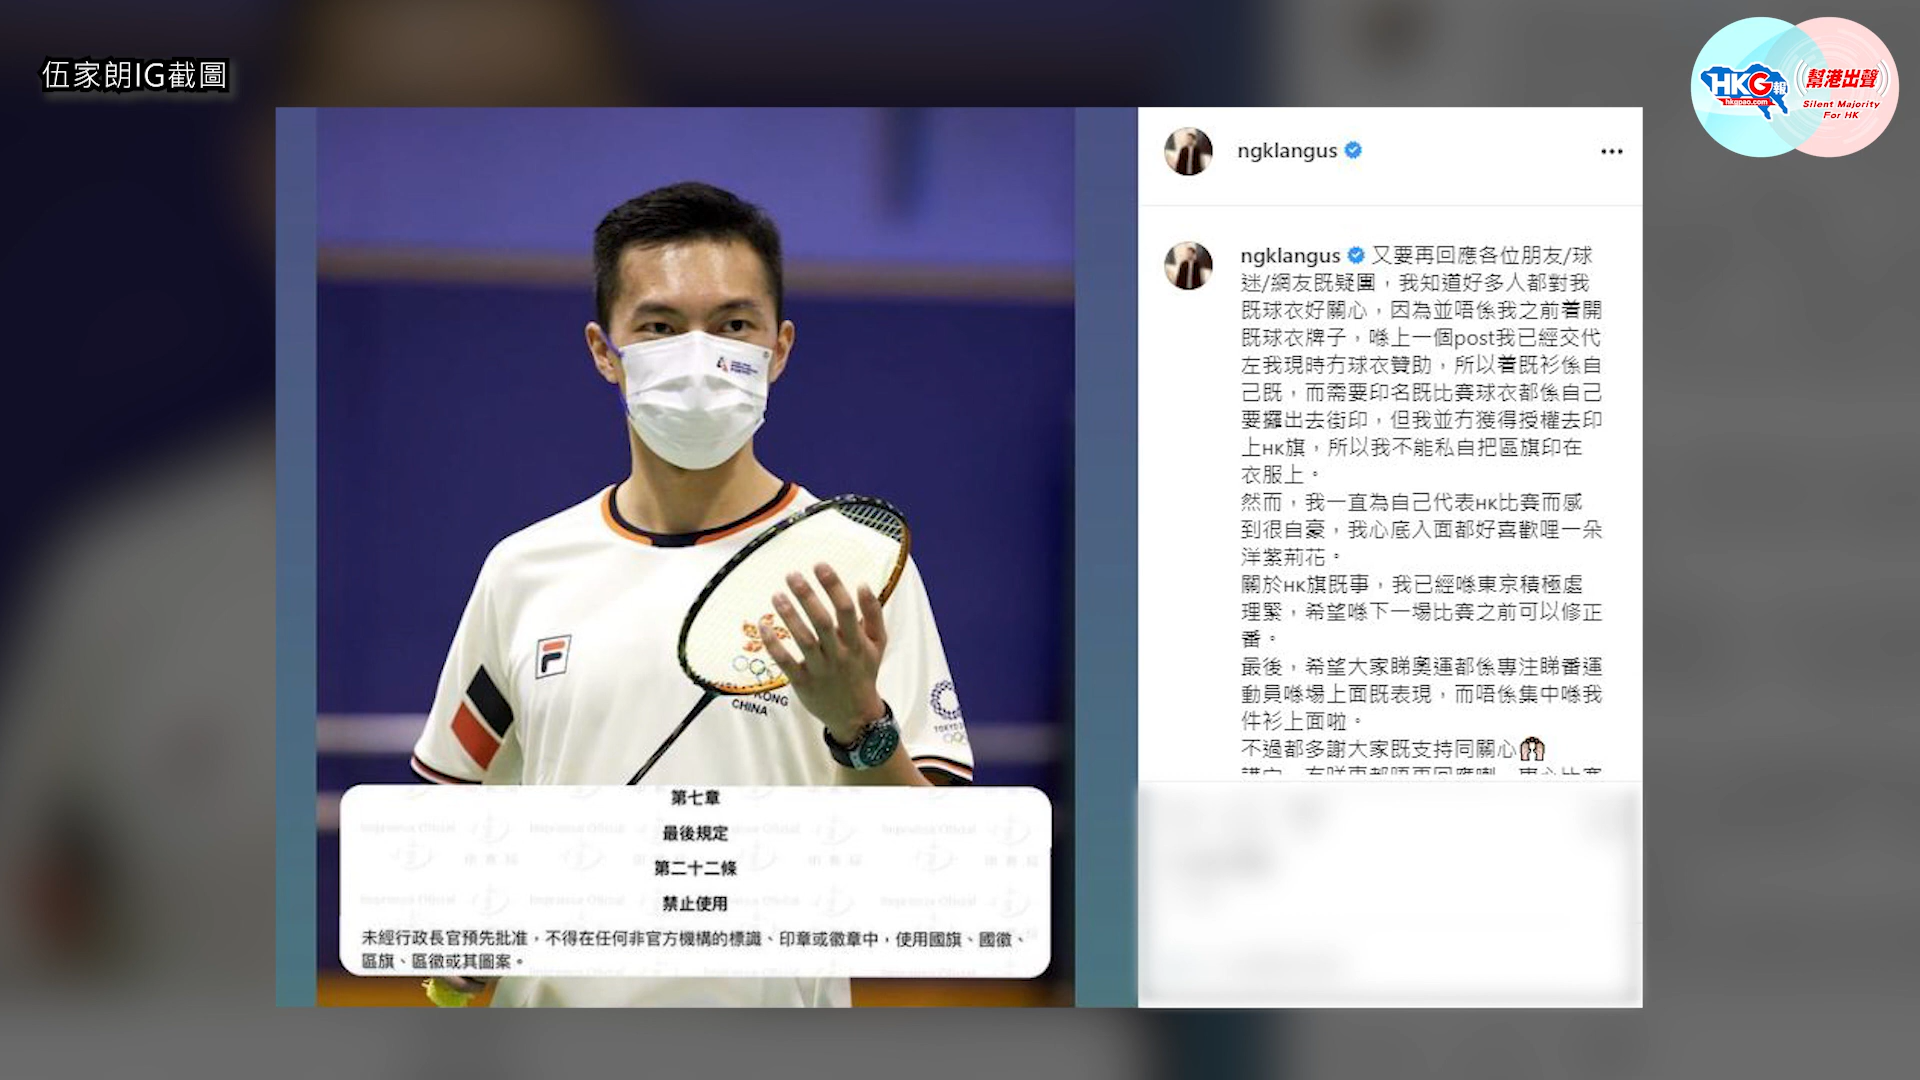 伍家朗IG截圖
HKG報
hkgpao.com
幫港出聲
Silent Majority
For HK
ngklangus
ngklangus 又要再回應各位朋友/球
迷/網友既疑團，我知道好多人都對我
既球衣好關心，因為並唔係我之前着開
既球衣牌子，喺上一個post我已經交代
左我現時冇球衣贊助，所以着既衫係自
己既，而需要印名既比賽球衣都係自己
要攞出去街印，但我並冇獲得授權去印
上HK旗，所以我不能私自把區旗印在
衣服上。
然而，我一直為自己代表HK比賽而感
到很自豪，我心底入面都好喜歡哩一朵
洋紫荊花。
關於HK旗既事，我已經喺東京積極處
理緊，希望喺下一場比賽之前可以修正
番。
最後，希望大家睇奧運都係專注睇番運
動員喺場上面既表現，而唔係集中喺我
件衫上面啦。
不過都多謝大家既支持同關心
F
KONG
CHINA
TOKYO 2
第七章
最後規定
第二十二條
禁止使用
未經行政長官預先批准，不得在任何非官方機構的標識、印章或徽章中，使用國旗、國徽、
區旗、區徽或其圖案。